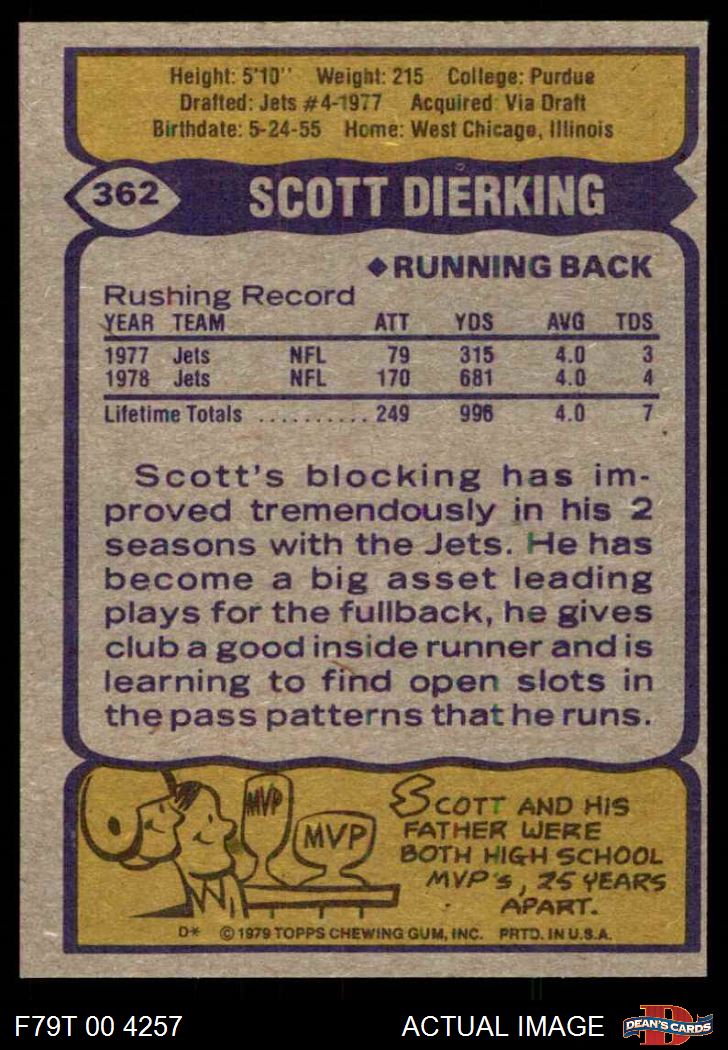 Height: 5'10" Weight: 215 College: Purdue
Drafted: Jets #4-1977 Acquired: Via Draft
Birthdate: 5-24-55 Home: West Chicago, Illinois
362 SCOTT DIERKING
◆RUNNING BACK
Rushing Record
YEAR TEAM ATT YDS AVG TDS
1977 Jets NFL 79 315 4.0 3
1978 Jets NFL 170 681 4.0 4
Lifetime Totals .......... 249 996 4.0 7
Scott's blocking has im-
proved tremendously in his 2
seasons with the Jets. He has
become a big asset leading
plays for the fullback, he gives
club a good inside runner and is
learning to find open slots in
the pass patterns that he runs.
MVP
MVP
SCOTT AND HIS
FATHER WERE
BOTH HIGH SCHOOL
MVP's, 25 YEARS
APART.
D* © 1979 TOPPS CHEWING GUM, INC. PRTD. IN U.S.A.
F79T 00 4257 ACTUAL IMAGE D DEAN'S CARDS